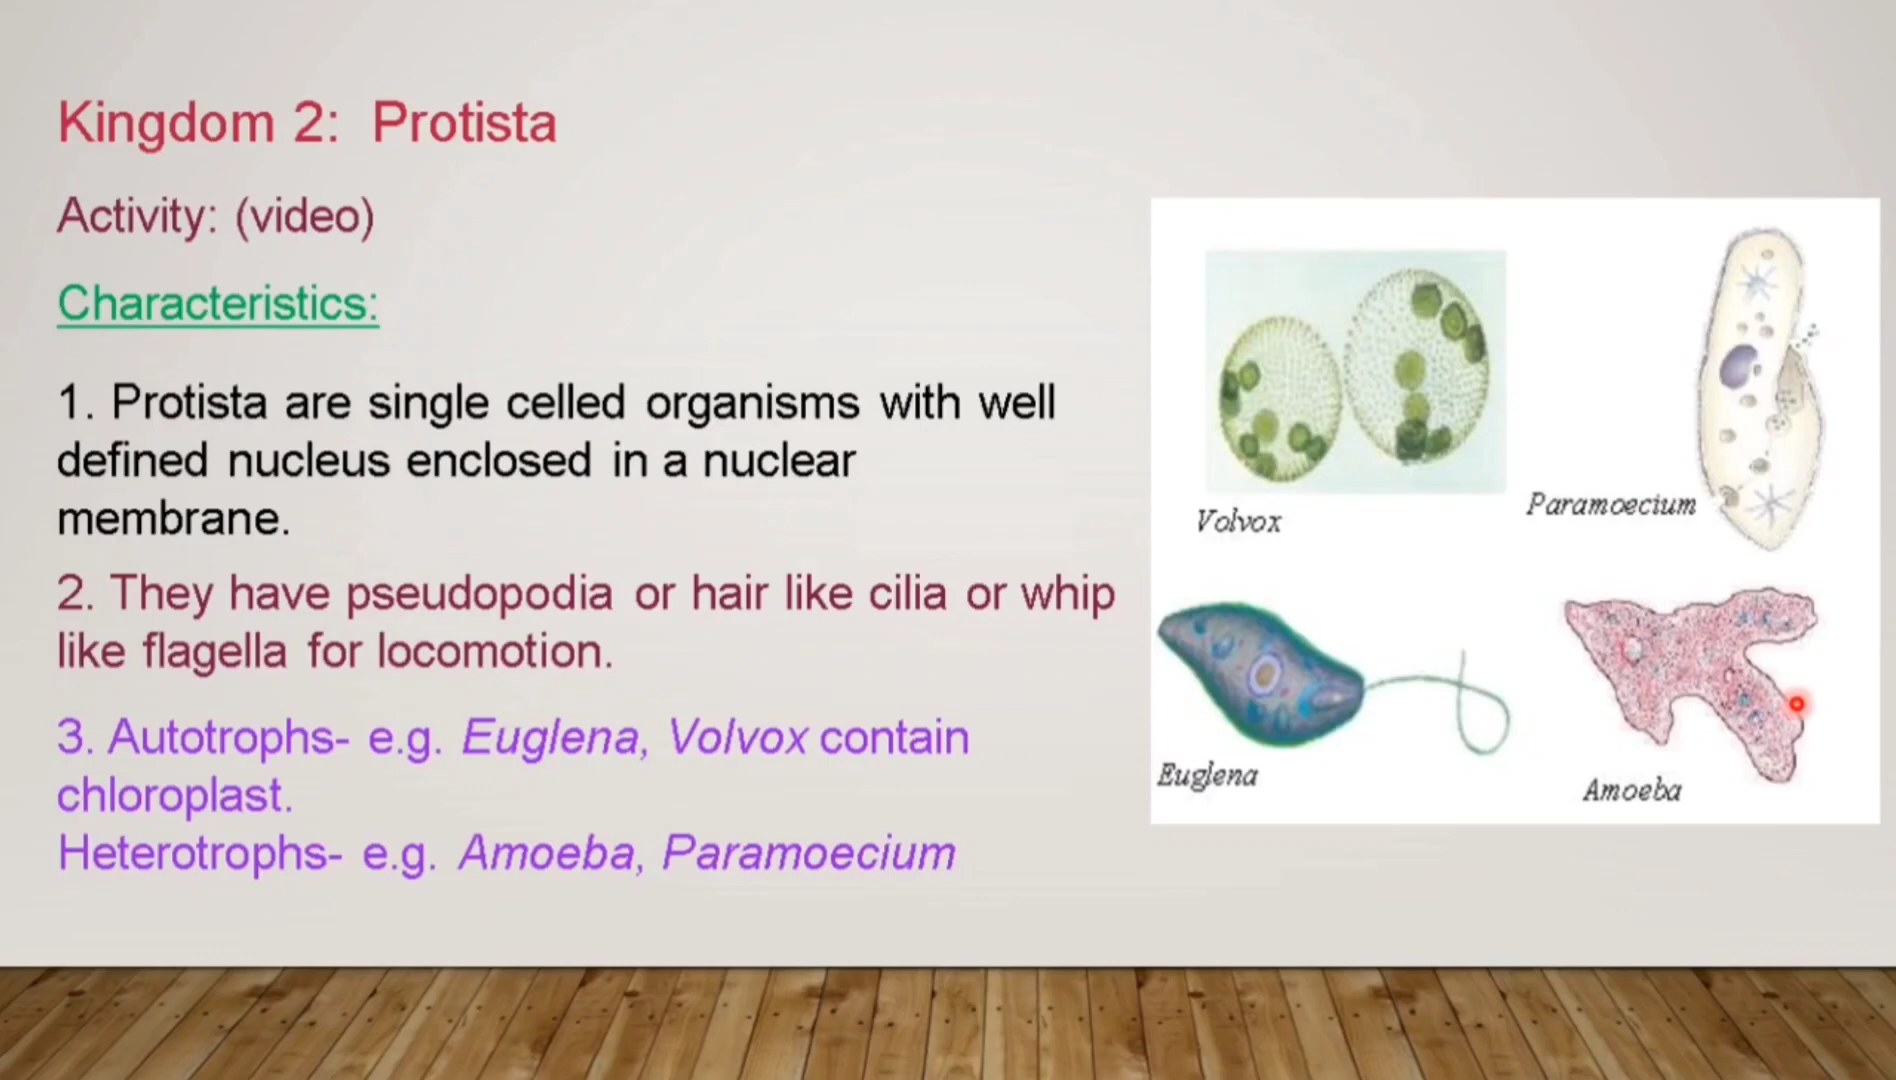 Kingdom 2: Protista
Activity: (video)
Characteristics:
1. Protista are single celled organisms with well
defined nucleus enclosed in a nuclear
membrane.
2. They have pseudopodia or hair like cilia or whip
like flagella for locomotion.
3. Autotrophs- e.g. Euglena, Volvox contain
chloroplast.
Heterotrophs- e.g. Amoeba, Paramoecium
Volvox
Paramoecium
Euglena
Amoeba